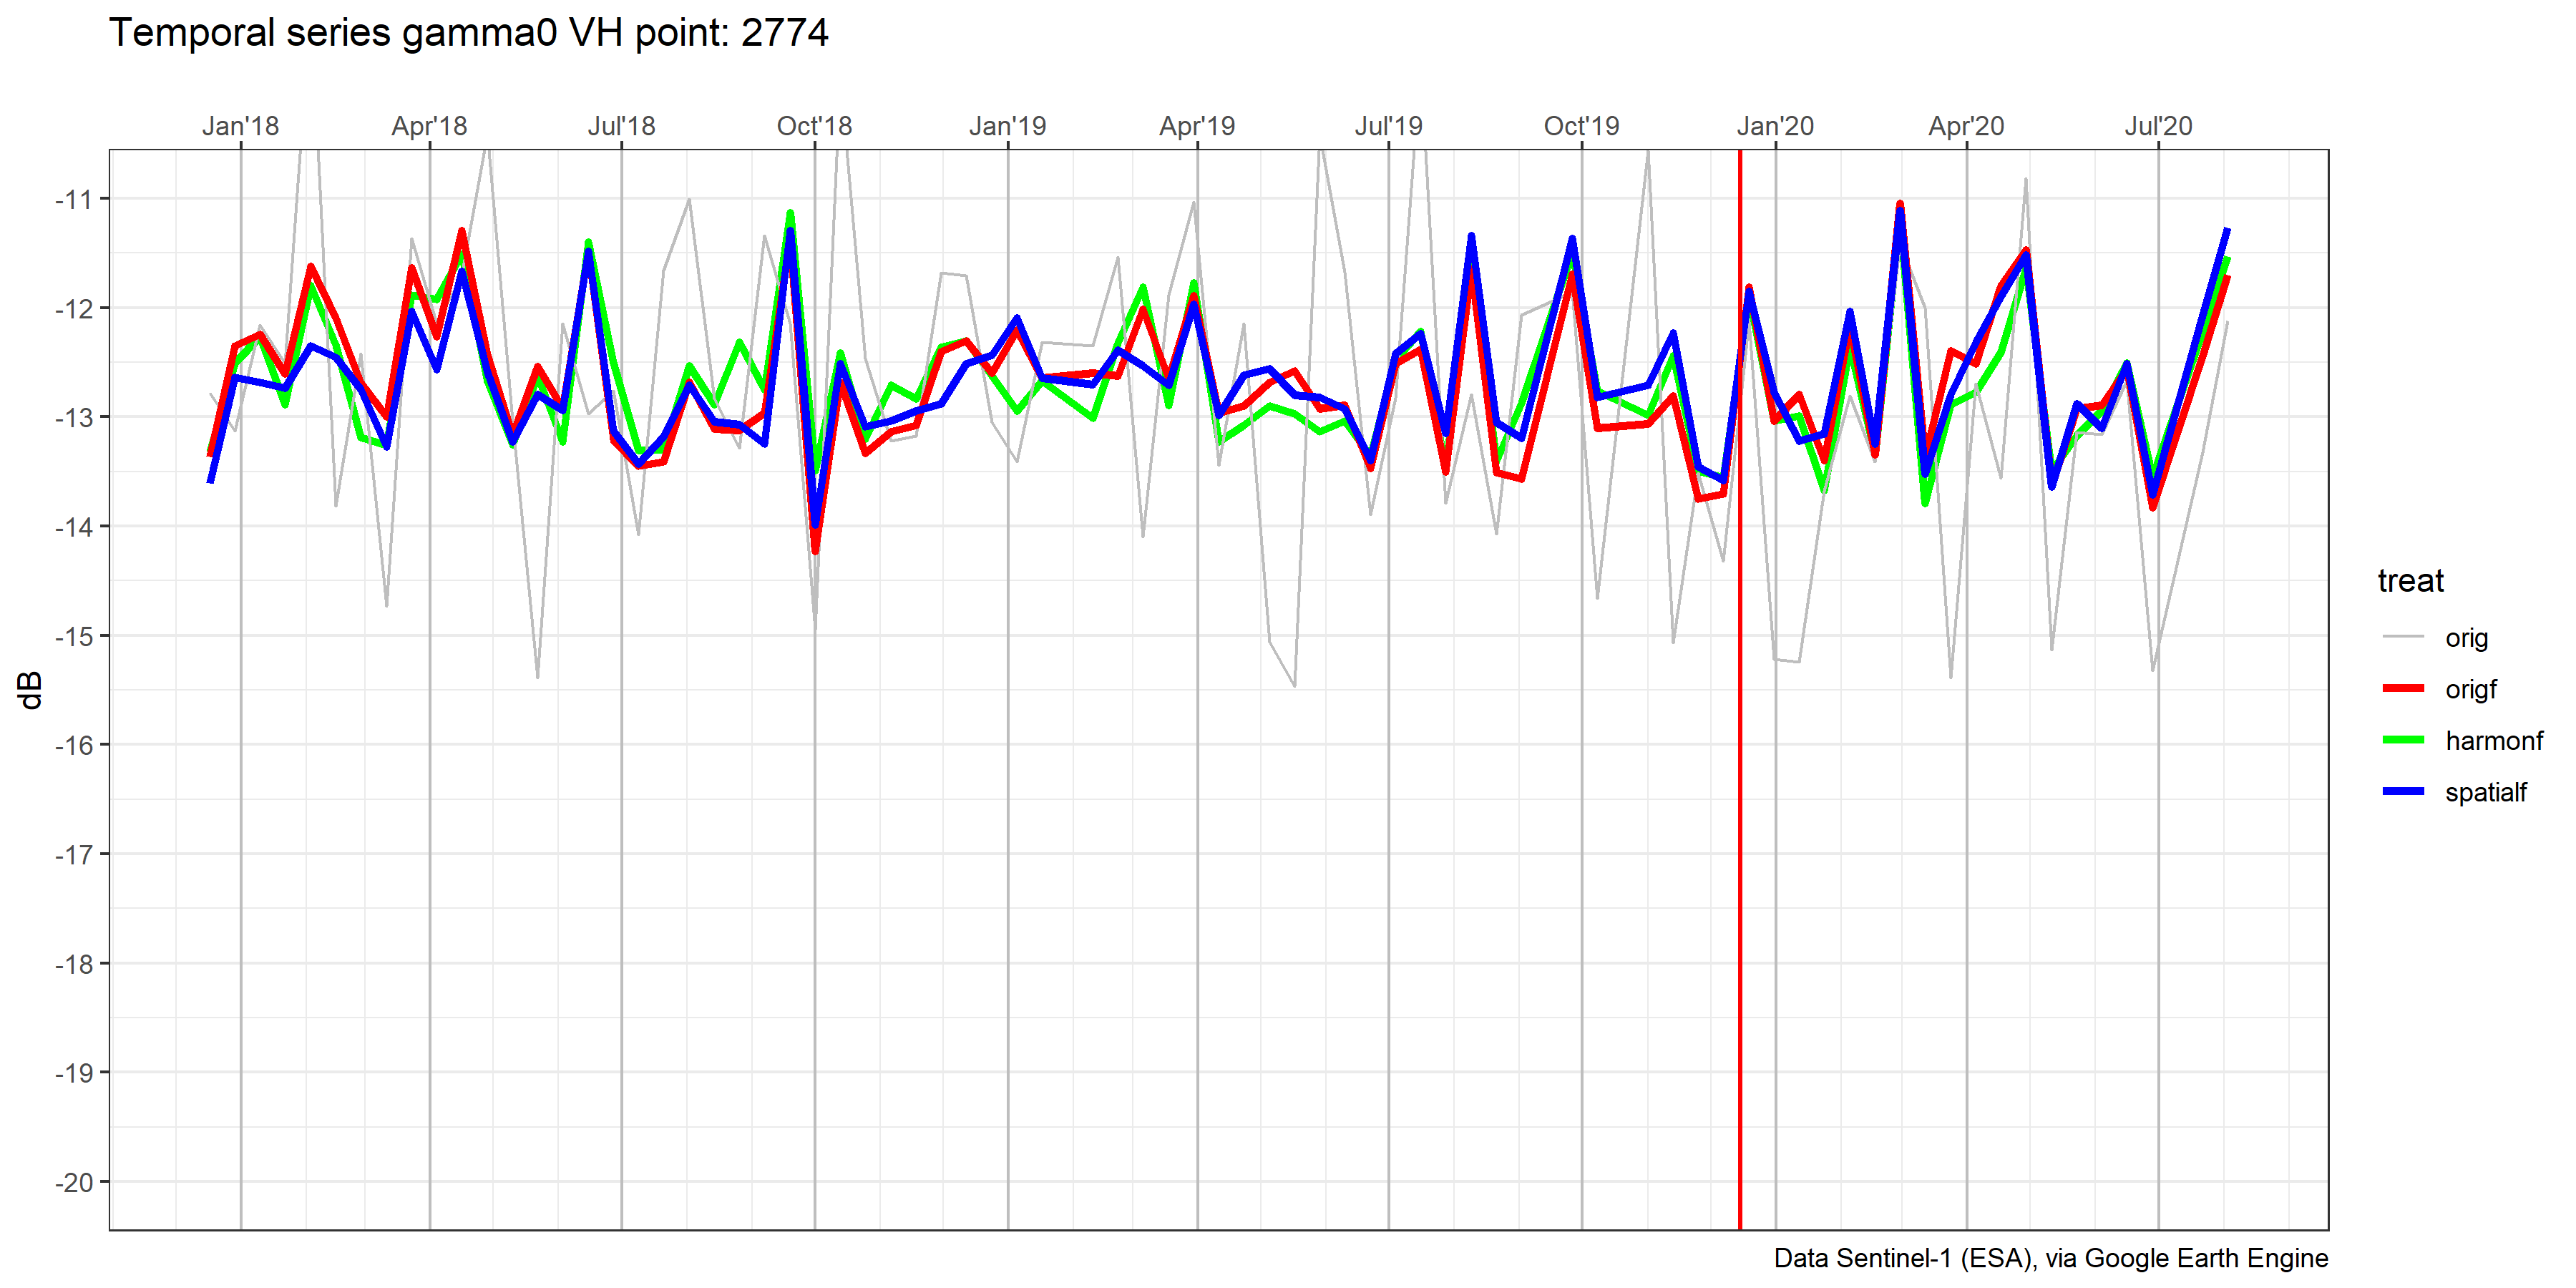 Temporal series gamma0 VH point: 2774
Jan'18 Apr'18 Jul'18 Oct'18 Jan'19 Apr'19 Jul'19 Oct'19 Jan'20 Apr'20 Jul'20
-11
-12
-13
-14
-15
-16
-17
-18
-19
-20
dB
treat
orig
origf
harmonf
spatialf
Data Sentinel-1 (ESA), via Google Earth Engine